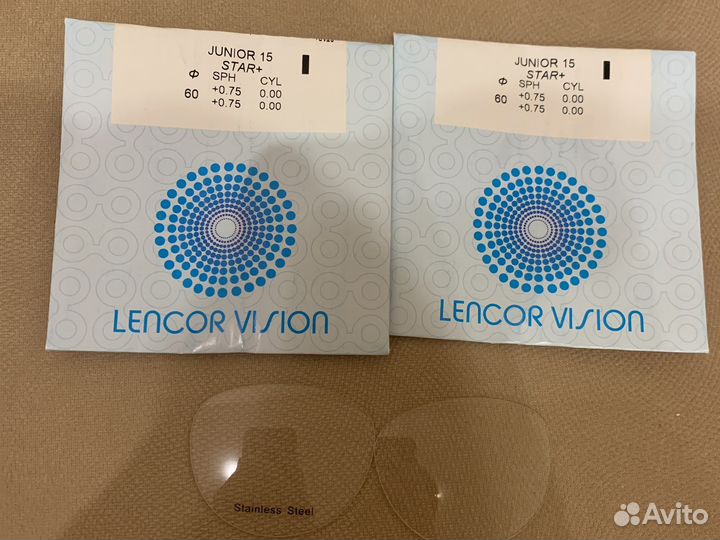 JUNIOR 15
STAR+
Φ SPH CYL
60 +0.75 0.00
+0.75 0.00
LENCOR VISION
JUNIOR 15
STAR+
Φ SPH CYL
60 +0.75 0.00
+0.75 0.00
LENCOR VISION
Stainless Steel
Avito